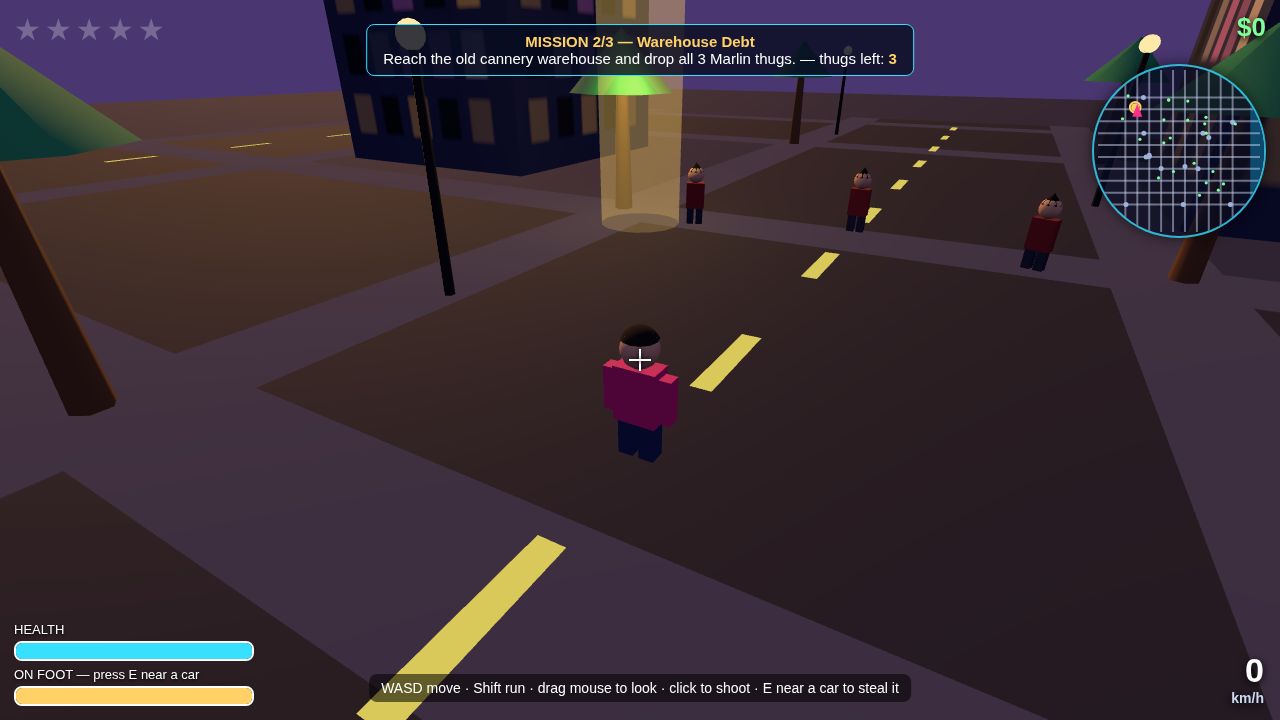 MISSION 2/3 — Warehouse Debt
Reach the old cannery warehouse and drop all 3 Marlin thugs. — thugs left: 3
$0
HEALTH
ON FOOT — press E near a car
WASD move · Shift run · drag mouse to look · click to shoot · E near a car to steal it
0
km/h